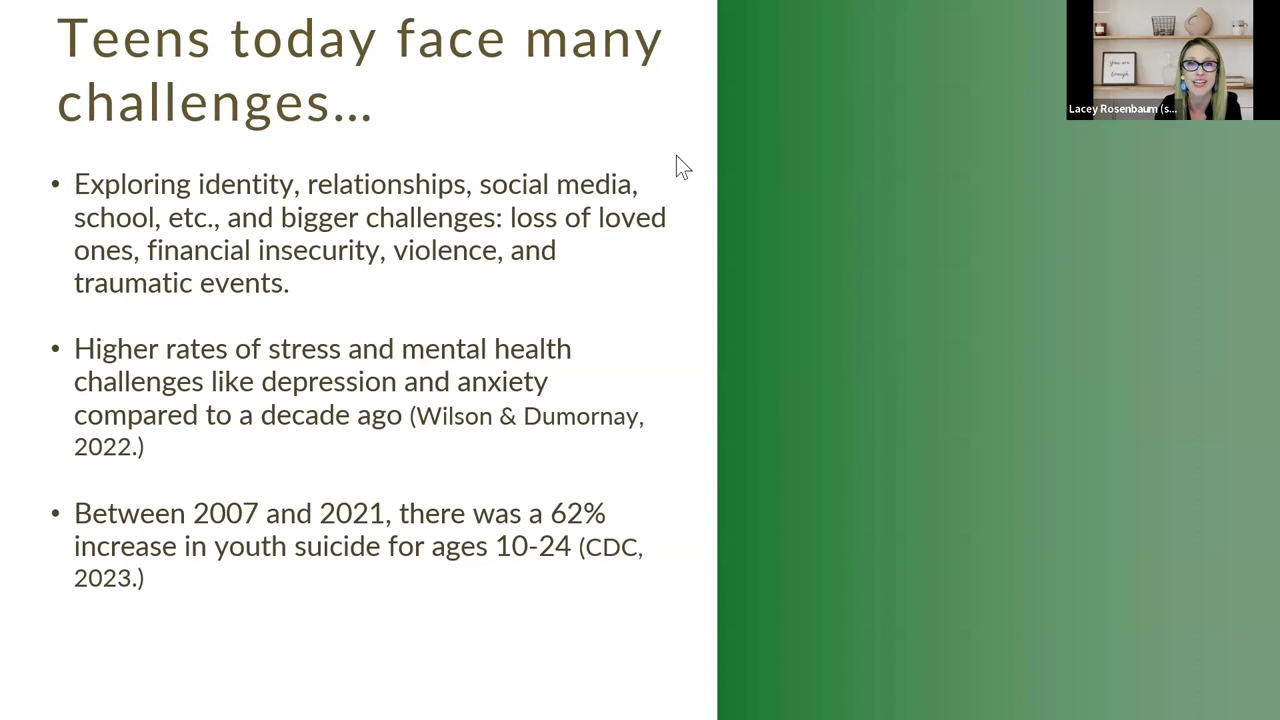 Teens today face many
challenges...
• Exploring identity, relationships, social media,
school, etc., and bigger challenges: loss of loved
ones, financial insecurity, violence, and
traumatic events.
• Higher rates of stress and mental health
challenges like depression and anxiety
compared to a decade ago (Wilson & Dumornay,
2022.)
• Between 2007 and 2021, there was a 62%
increase in youth suicide for ages 10-24 (CDC,
2023.)
You are
enough
Lacey Rosenbaum (s...